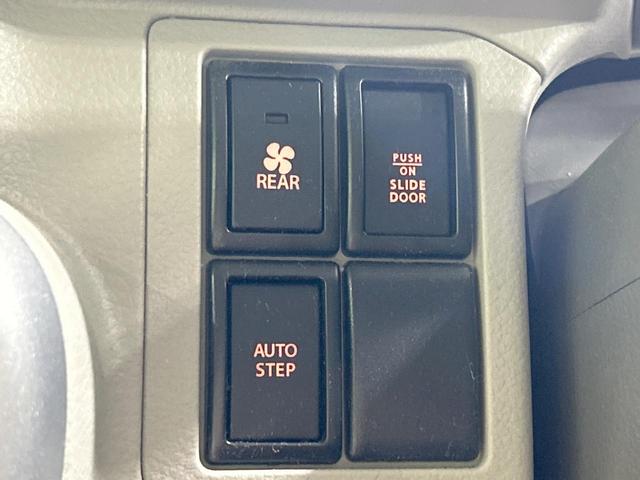 REAR
PUSH
ON
SLIDE
DOOR
AUTO
STEP